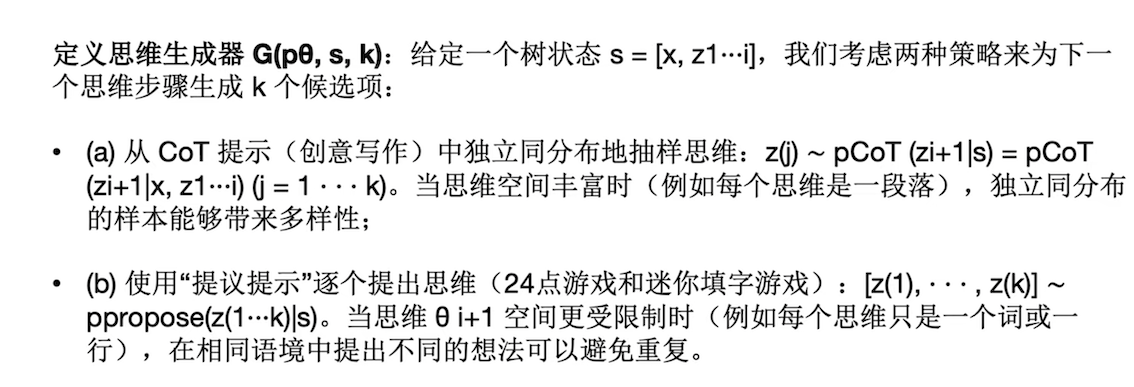 定义思维生成器 G(pθ, s, k)：给定一个树状态 s = [x, z1···i]，我们考虑两种策略来为下一
个思维步骤生成 k 个候选项：
• (a) 从 CoT 提示（创意写作）中独立同分布地抽样思维：z(j) ~ pCoT (zi+1|s) = pCoT
(zi+1|x, z1···i) (j = 1 · · · k)。当思维空间丰富时（例如每个思维是一段落），独立同分布
的样本能够带来多样性；
• (b) 使用“提议提示”逐个提出思维（24点游戏和迷你填字游戏）：[z(1), · · · , z(k)] ~
ppropose(z(1···k)|s)。当思维 θ i+1 空间更受限制时（例如每个思维只是一个词或一
行），在相同语境中提出不同的想法可以避免重复。